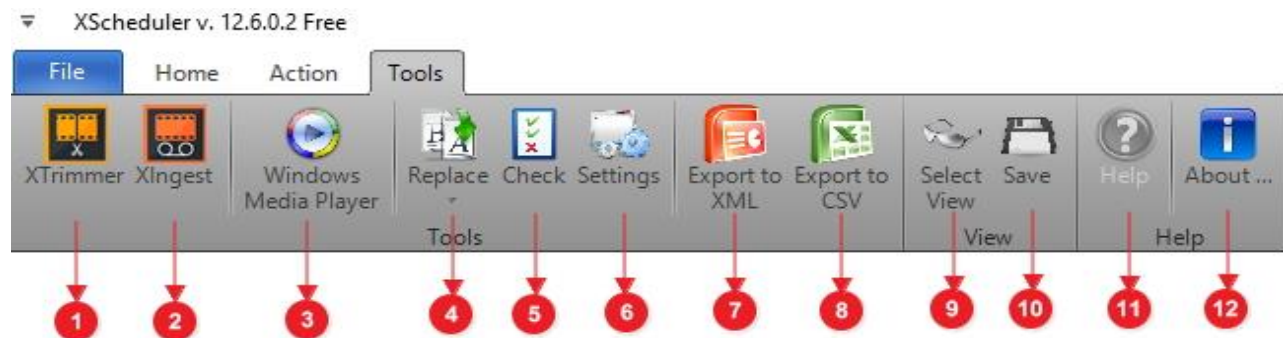 XScheduler v. 12.6.0.2 Free
File Home Action Tools
XTrimmer XIngest Windows Media Player Replace Check Settings Export to XML Export to CSV Select View Save Help About ...
Tools View Help
1 2 3 4 5 6 7 8 9 10 11 12